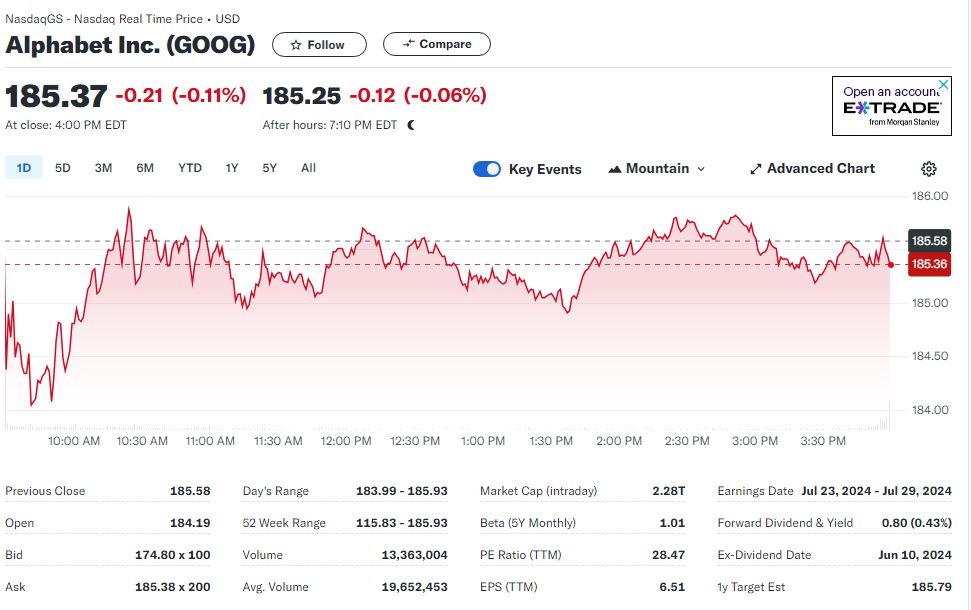 NasdaqGS - Nasdaq Real Time Price • USD
Alphabet Inc. (GOOG)
Follow
Compare
185.37 -0.21 (-0.11%)
At close: 4:00 PM EDT
185.25 -0.12 (-0.06%)
After hours: 7:10 PM EDT
Open an account
E*TRADE
from Morgan Stanley
1D 5D 3M 6M YTD 1Y 5Y All
Key Events
Mountain
Advanced Chart
186.00
185.58
185.36
185.00
184.50
184.00
10:00 AM 10:30 AM 11:00 AM 11:30 AM 12:00 PM 12:30 PM 1:00 PM 1:30 PM 2:00 PM 2:30 PM 3:00 PM 3:30 PM
Previous Close 185.58 Day's Range 183.99 - 185.93 Market Cap (intraday) 2.28T Earnings Date Jul 23, 2024 - Jul 29, 2024
Open 184.19 52 Week Range 115.83 - 185.93 Beta (5Y Monthly) 1.01 Forward Dividend & Yield 0.80 (0.43%)
Bid 174.80 x 100 Volume 13,363,004 PE Ratio (TTM) 28.47 Ex-Dividend Date Jun 10, 2024
Ask 185.38 x 200 Avg. Volume 19,652,453 EPS (TTM) 6.51 1y Target Est 185.79